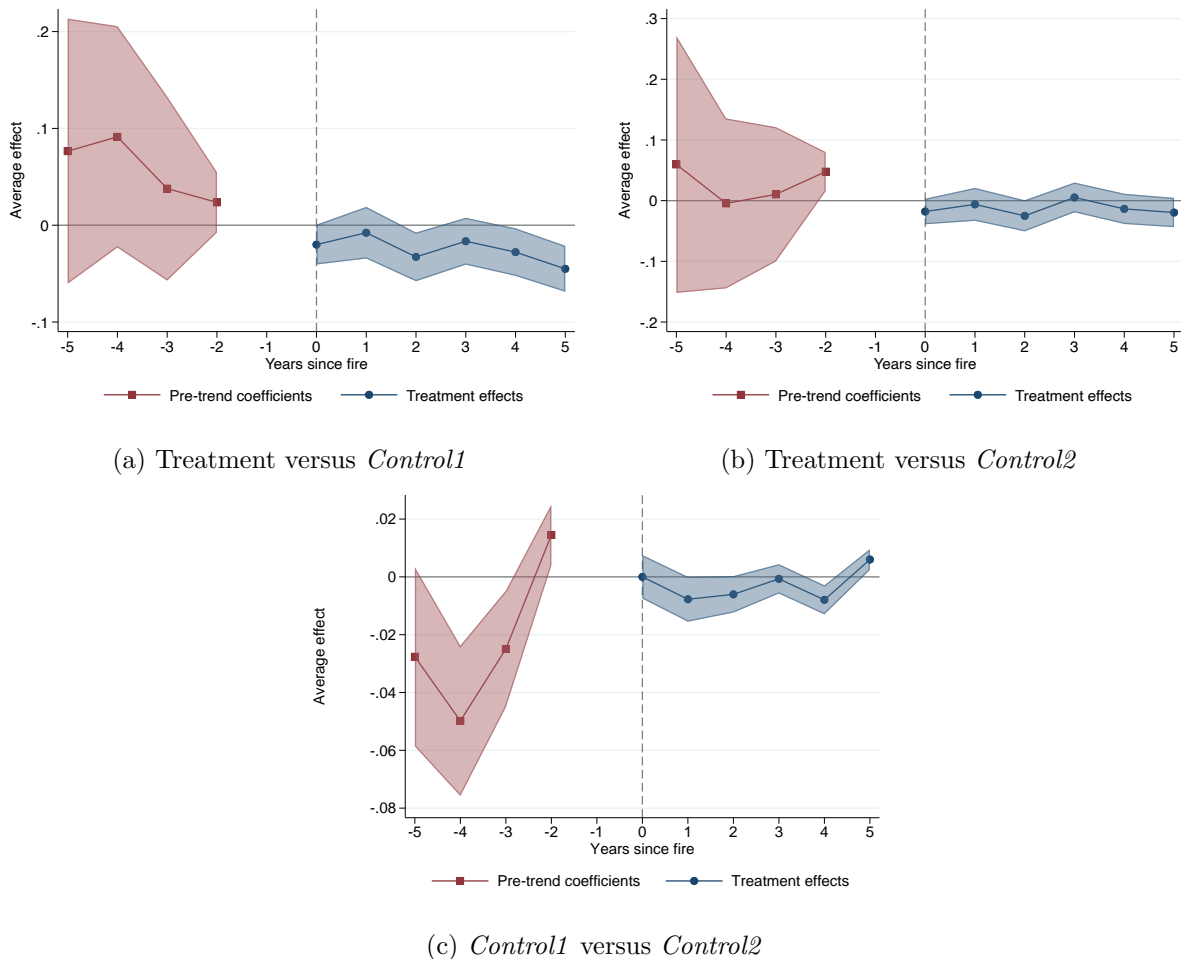 .2
.1
0
-.1
Average effect
-5 -4 -3 -2 -1 0 1 2 3 4 5
Years since fire
Pre-trend coefficients Treatment effects
(a) Treatment versus Control1
.3
.2
.1
0
-.1
-.2
Average effect
-5 -4 -3 -2 -1 0 1 2 3 4 5
Years since fire
Pre-trend coefficients Treatment effects
(b) Treatment versus Control2
.02
0
-.02
-.04
-.06
-.08
Average effect
-5 -4 -3 -2 -1 0 1 2 3 4 5
Years since fire
Pre-trend coefficients Treatment effects
(c) Control1 versus Control2